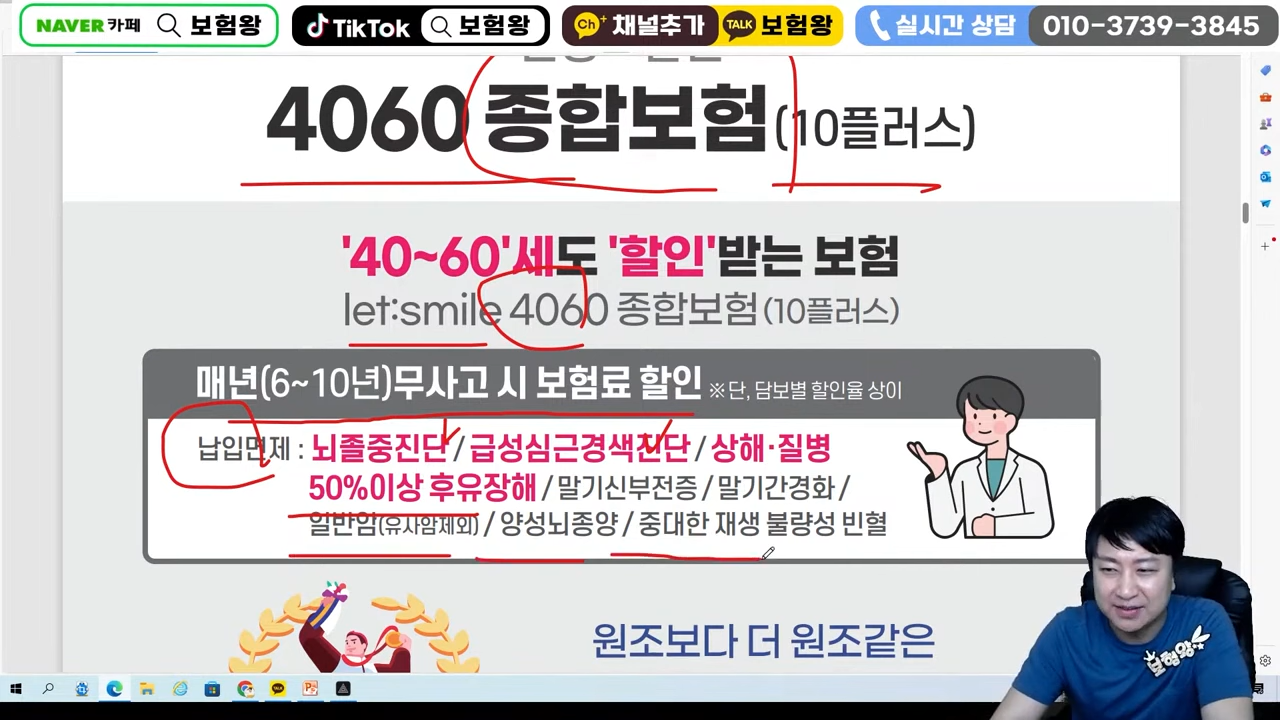 NAVER 카페 보험왕 TikTok 보험왕 Ch+ 채널추가 TALK 보험왕 실시간 상담 010-3739-3845
4060 종합보험(10플러스)
'40~60'세도 '할인'받는 보험
let:smile 4060 종합보험(10플러스)
매년(6~10년)무사고 시 보험료 할인 ※단, 담보별 할인율 상이
납입면제 : 뇌졸중진단 / 급성심근경색진단 / 상해·질병
50%이상 후유장해 / 말기신부전증 / 말기간경화 /
일반암(유사암제외) / 양성뇌종양 / 중대한 재생 불량성 빈혈
원조보다 더 원조같은
보험왕